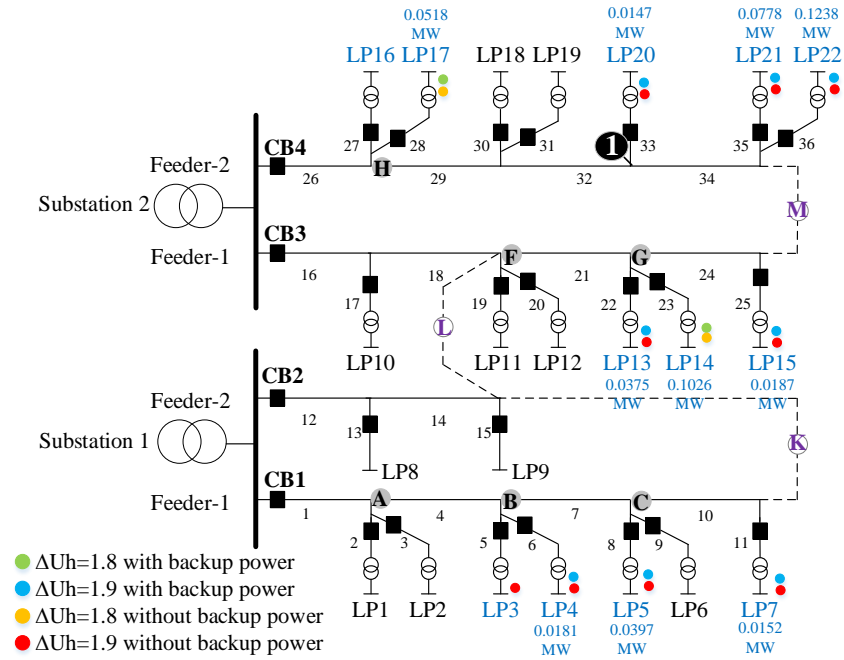 0.0518
MW
0.0147
MW
0.0778
MW
0.1238
MW
LP16
LP17
LP18
LP19
LP20
LP21
LP22
27
28
30
31
1
33
35
36
CB4
Feeder-2
26
H
29
32
34
Substation 2
M
CB3
Feeder-1
16
18
F
21
G
24
17
19
20
22
23
25
L
LP10
LP11
LP12
LP13
LP14
LP15
0.0375
MW
0.1026
MW
0.0187
MW
CB2
Feeder-2
12
14
13
15
Substation 1
K
LP8
LP9
CB1
Feeder-1
1
A
4
B
7
C
10
2
3
5
6
8
9
11
LP1
LP2
LP3
LP4
LP5
LP6
LP7
0.0181
MW
0.0397
MW
0.0152
MW
ΔUh=1.8 with backup power
ΔUh=1.9 with backup power
ΔUh=1.8 without backup power
ΔUh=1.9 without backup power